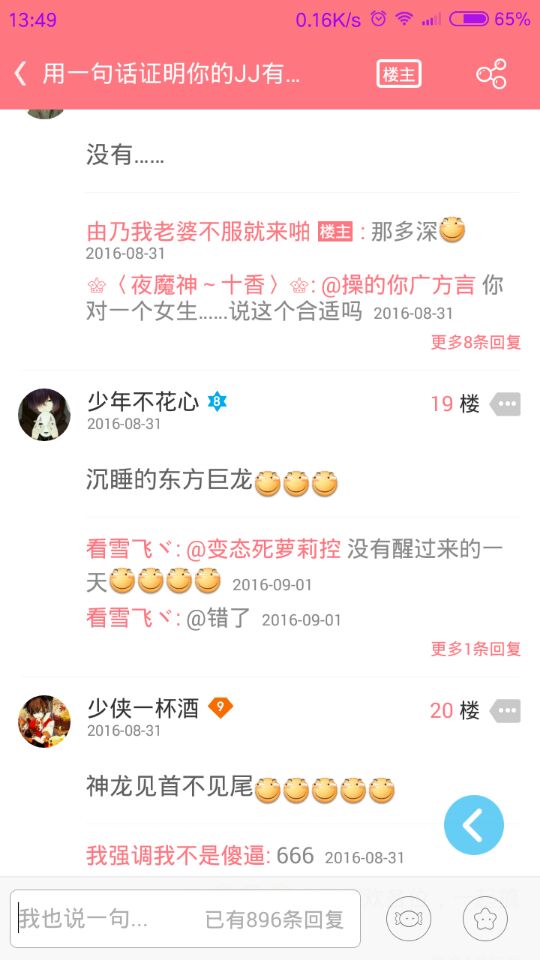 13:49 0.16K/s 65%
用一句话证明你的JJ有... 楼主
没有……
由乃我老婆不服就来啪 楼主 : 那多深
2016-08-31
♔〈夜魔神～十香〉♔: @操的你广方言 你
对一个女生……说这个合适吗 2016-08-31
更多8条回复
少年不花心 8 19 楼
2016-08-31
沉睡的东方巨龙
看雪飞ヾ: @变态死萝莉控 没有醒过来的一
天 2016-09-01
看雪飞ヾ: @错了 2016-09-01
更多1条回复
少侠一杯酒 9 20 楼
2016-08-31
神龙见首不见尾
我强调我不是傻逼: 666 2016-08-31
我也说一句... 已有896条回复